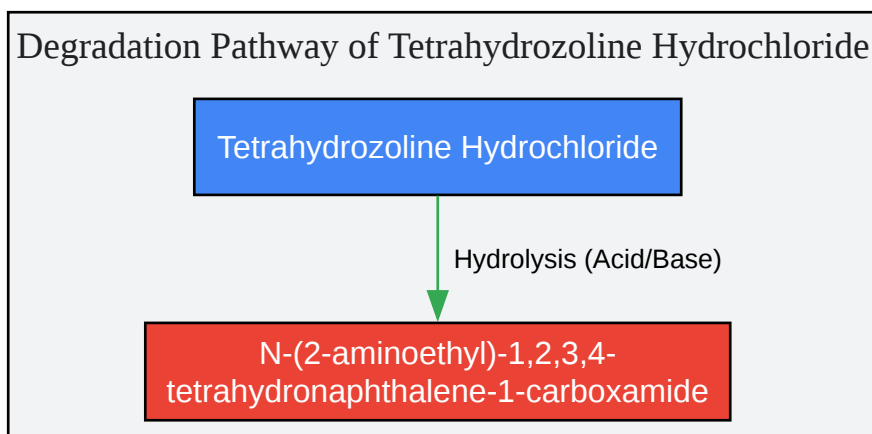 Degradation Pathway of Tetrahydrozoline Hydrochloride
Tetrahydrozoline Hydrochloride
Hydrolysis (Acid/Base)
N-(2-aminoethyl)-1,2,3,4-
tetrahydronaphthalene-1-carboxamide